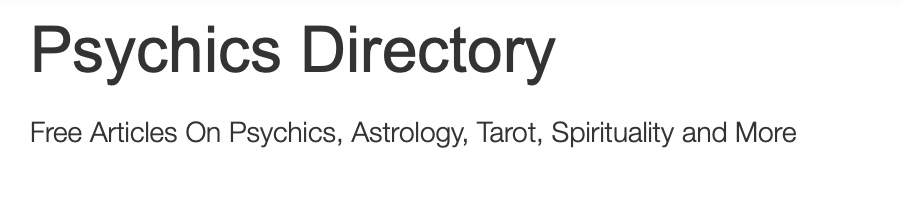 Psychics Directory
Free Articles On Psychics, Astrology, Tarot, Spirituality and More